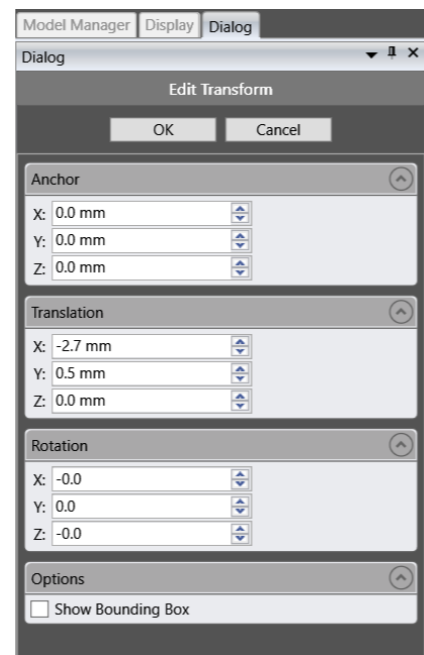 Model Manager Display Dialog
Dialog
Edit Transform
OK Cancel
Anchor
X: 0.0 mm
Y: 0.0 mm
Z: 0.0 mm
Translation
X: -2.7 mm
Y: 0.5 mm
Z: 0.0 mm
Rotation
X: -0.0
Y: 0.0
Z: -0.0
Options
Show Bounding Box